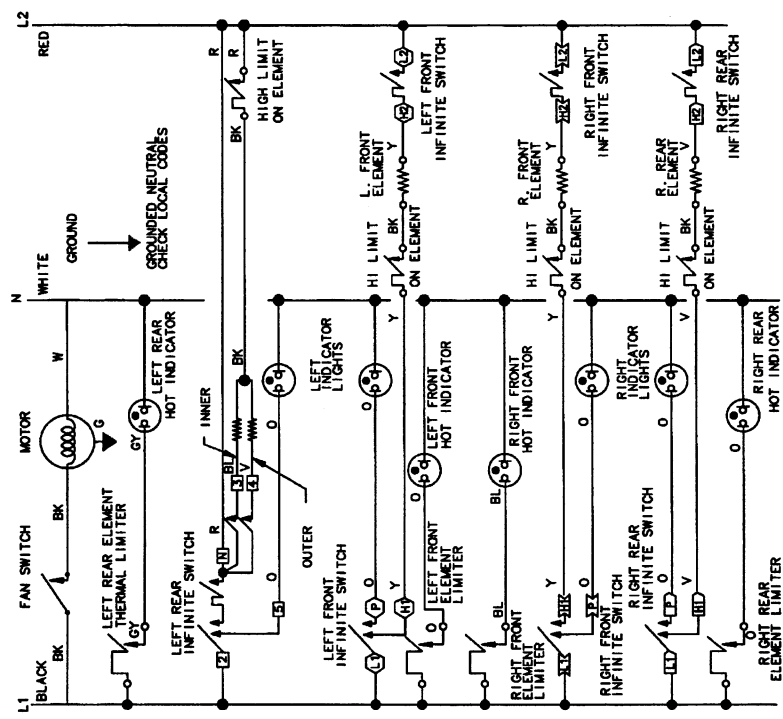 L2
RED
N
WHITE
L1
BLACK
GROUND
GROUNDED NEUTRAL
CHECK LOCAL CODES
W
MOTOR
G
BK
FAN SWITCH
BK
LEFT REAR
HOT INDICATOR
GY
LEFT REAR ELEMENT
THERMAL LIMITER
GY
R
R
HIGH LIMIT
ON ELEMENT
BK
BK
INNER
BL
V
3
4
R
N
OUTER
LEFT REAR
INFINITE SWITCH
2
5
O
O
LEFT
INDICATOR
LIGHTS
L2
LEFT FRONT
INFINITE SWITCH
H2
Y
L. FRONT
ELEMENT
BK
HI LIMIT
ON ELEMENT
Y
O
O
P
LEFT FRONT
INFINITE SWITCH
L1
Y
H1
LEFT FRONT
HOT INDICATOR
O
LEFT FRONT
ELEMENT
LIMITER
O
RIGHT FRONT
HOT INDICATOR
BL
BL
RIGHT FRONT
ELEMENT
LIMITER
L2
RIGHT FRONT
INFINITE SWITCH
H2
Y
R. FRONT
ELEMENT
BK
HI LIMIT
ON ELEMENT
Y
Y
H1
L1
P
O
O
RIGHT FRONT
INFINITE SWITCH
RIGHT
INDICATOR
LIGHTS
L2
RIGHT REAR
INFINITE SWITCH
H2
V
R. REAR
ELEMENT
BK
HI LIMIT
ON ELEMENT
V
O
O
P
RIGHT REAR
INFINITE SWITCH
L1
V
H1
RIGHT REAR
HOT INDICATOR
O
O
RIGHT REAR
ELEMENT LIMITER